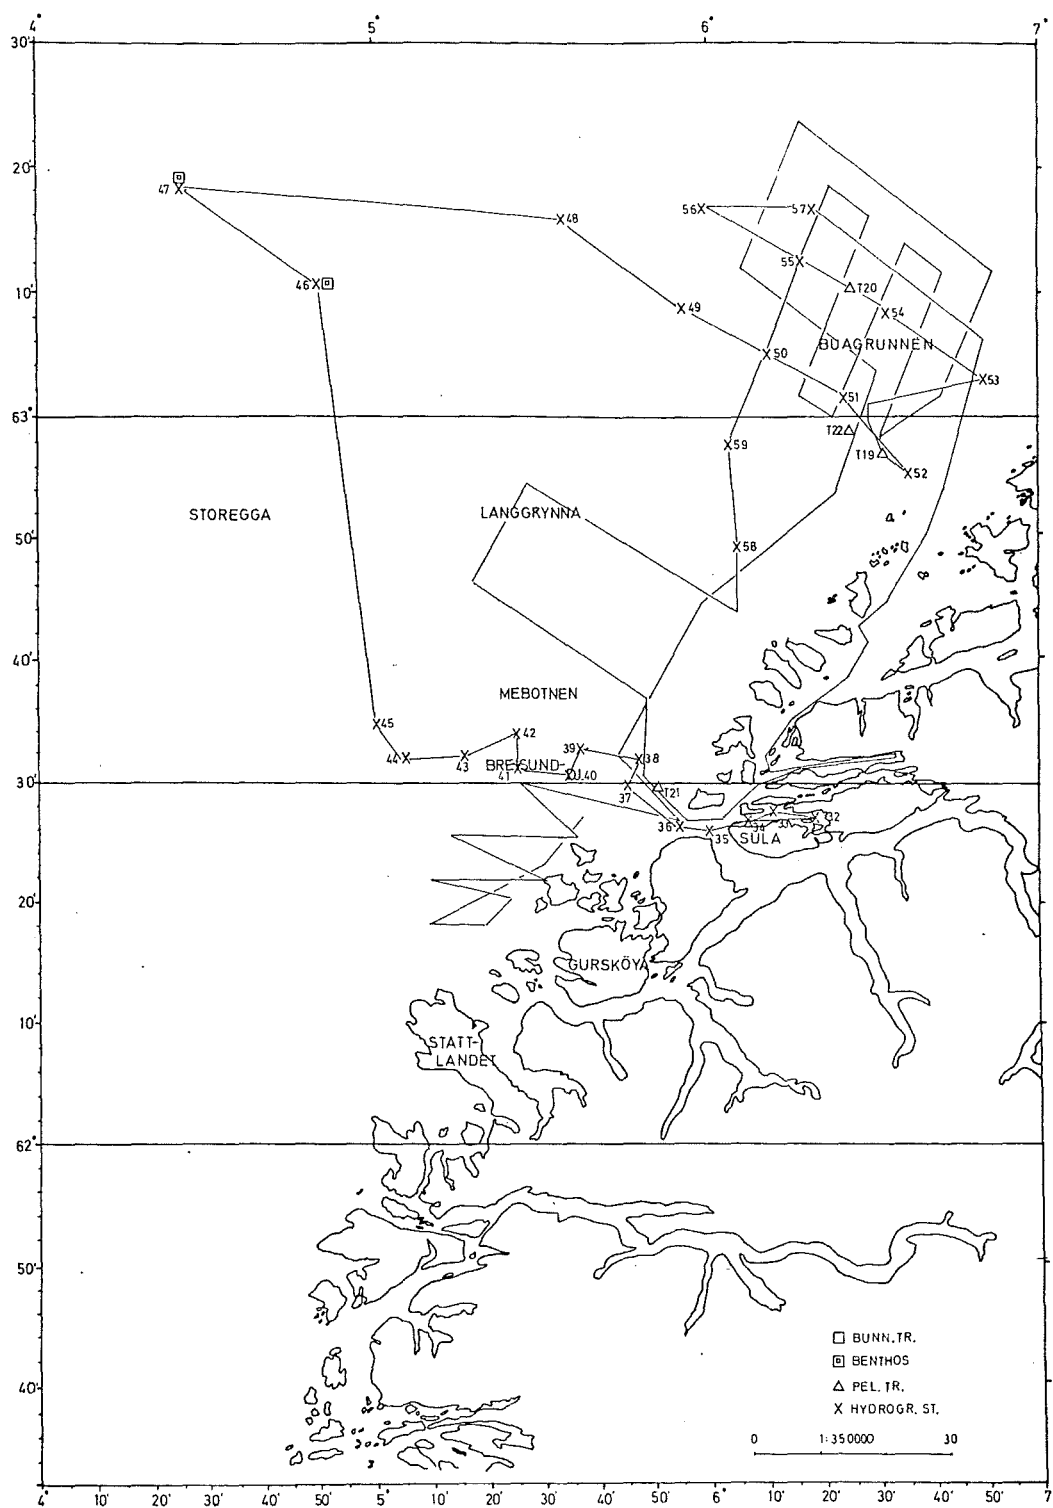 4° 5° 6° 7°
30'
20'
47
56 57
48
55
46
10' T20
49
54
BUAGRUNNEN
50
53
51
63°
T22
59
T19
52
STOREGGA LANGGRYNNA
50'
58
40'
MEBOTNEN
45
42
39
44 43 38
BREISUND-
41 40
30'
37 T21
36 35 34 33 32
SULA
20'
GURSKÖYA
10'
STATT-
LANDET
62°
50'
BUNN.TR.
BENTHOS
40' PEL. TR.
HYDROGR. ST.
0 1:350000 30
4° 10' 20' 30' 40' 50' 5° 10' 20' 30' 40' 50' 6° 10' 20' 30' 40' 50' 7